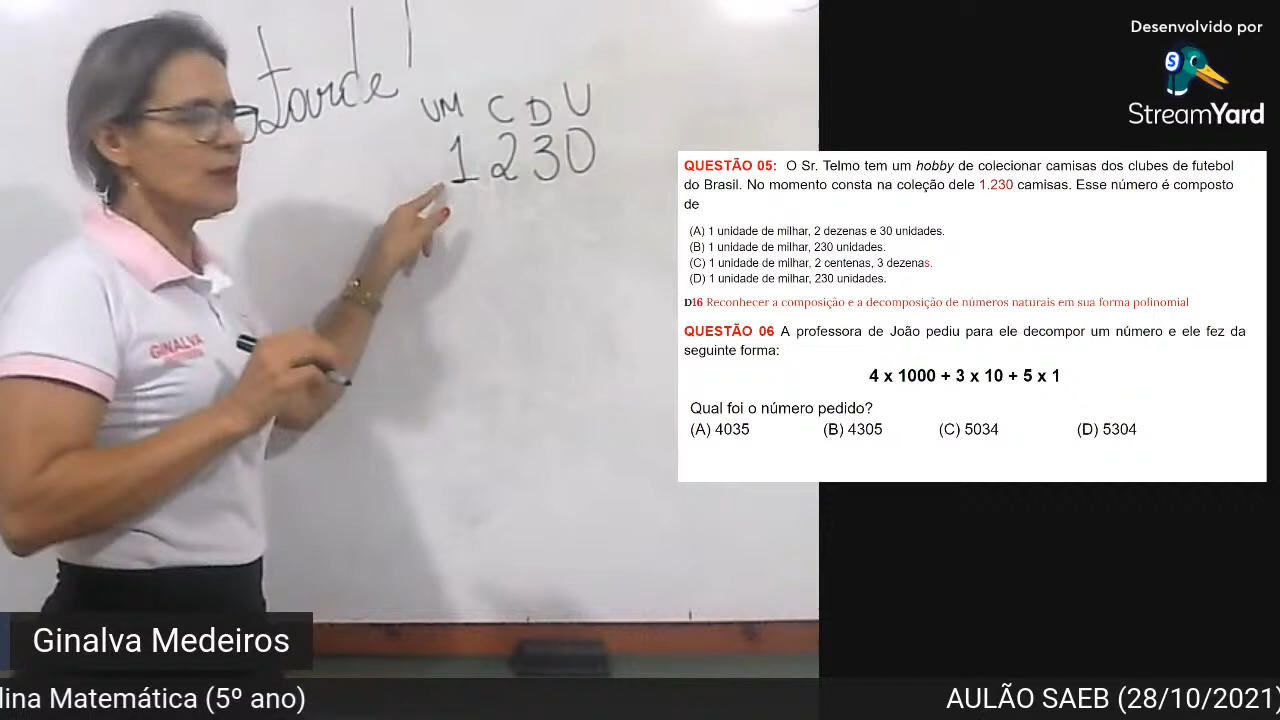 tarde!
UM C D U
1230
GINALVA
Desenvolvido por
StreamYard
QUESTÃO 05: O Sr. Telmo tem um hobby de colecionar camisas dos clubes de futebol
do Brasil. No momento consta na coleção dele 1.230 camisas. Esse número é composto
de
(A) 1 unidade de milhar, 2 dezenas e 30 unidades.
(B) 1 unidade de milhar, 230 unidades.
(C) 1 unidade de milhar, 2 centenas, 3 dezenas.
(D) 1 unidade de milhar, 230 unidades.
D16 Reconhecer a composição e a decomposição de números naturais em sua forma polinomial
QUESTÃO 06 A professora de João pediu para ele decompor um número e ele fez da
seguinte forma:
4 x 1000 + 3 x 10 + 5 x 1
Qual foi o número pedido?
(A) 4035 (B) 4305 (C) 5034 (D) 5304
Ginalva Medeiros
lina Matemática (5º ano) AULÃO SAEB (28/10/2021)